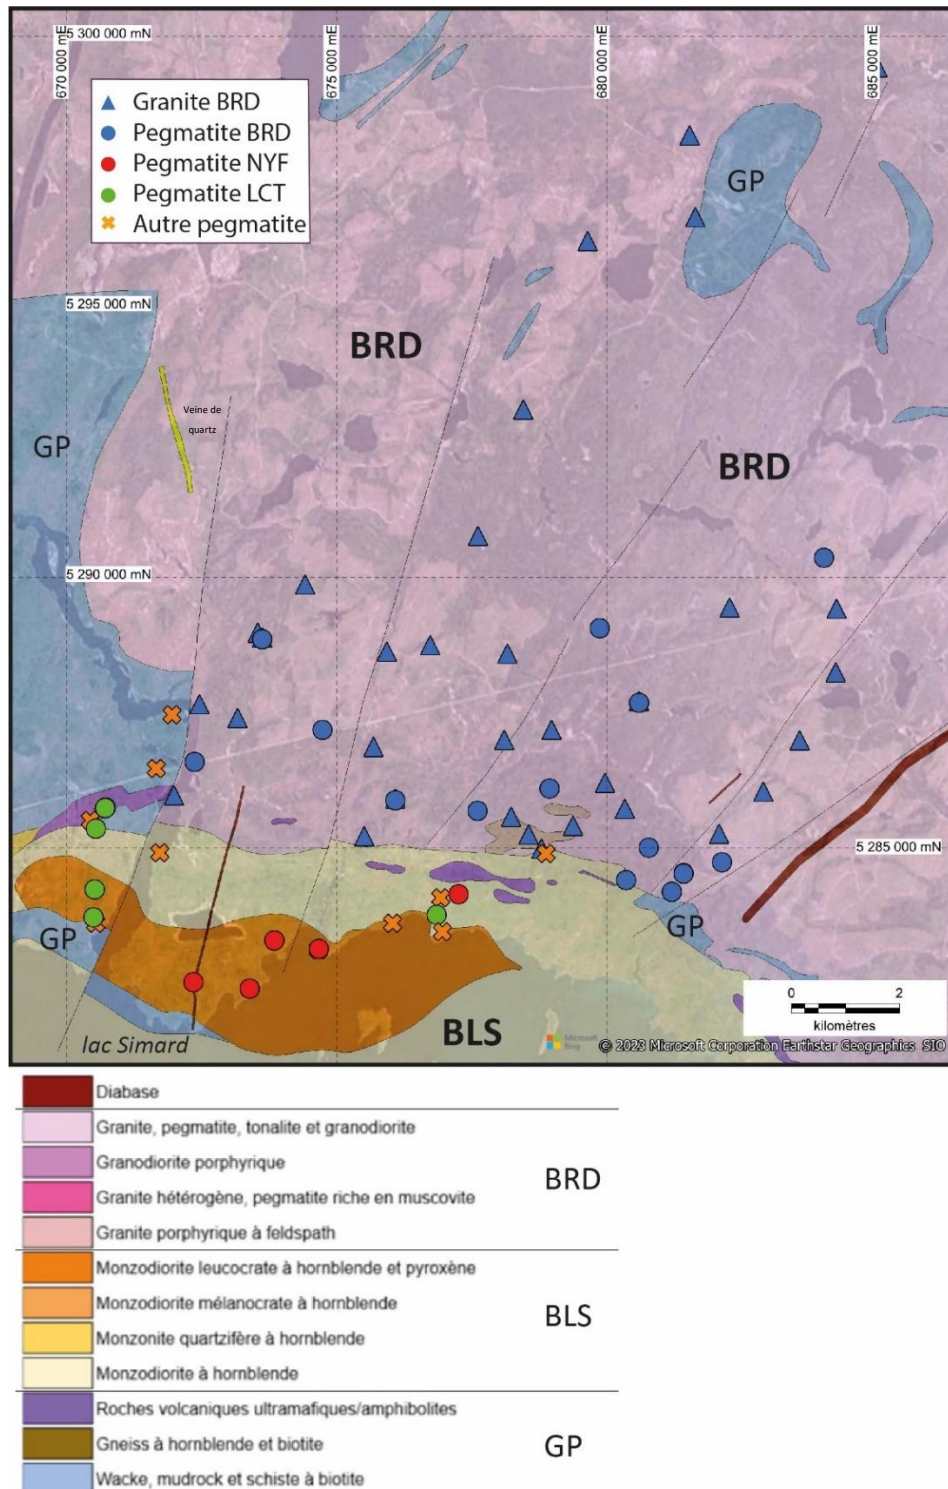 5 300 000 mN
670 000 mE
675 000 mE
680 000 mE
685 000 mE
Granite BRD
Pegmatite BRD
Pegmatite NYF
Pegmatite LCT
Autre pegmatite
GP
5 295 000 mN
BRD
Veine de
quartz
GP
BRD
5 290 000 mN
5 285 000 mN
GP
GP
lac Simard
BLS
0 2
kilomètres
Microsoft
Bing
© 2023 Microsoft Corporation Earthstar Geographics SIO
Diabase
Granite, pegmatite, tonalite et granodiorite
Granodiorite porphyrique
BRD
Granite hétérogène, pegmatite riche en muscovite
Granite porphyrique à feldspath
Monzodiorite leucocrate à hornblende et pyroxène
Monzodiorite mélanocrate à hornblende
BLS
Monzonite quartzifère à hornblende
Monzodiorite à hornblende
Roches volcaniques ultramafiques/amphibolites
Gneiss à hornblende et biotite
GP
Wacke, mudrock et schiste à biotite